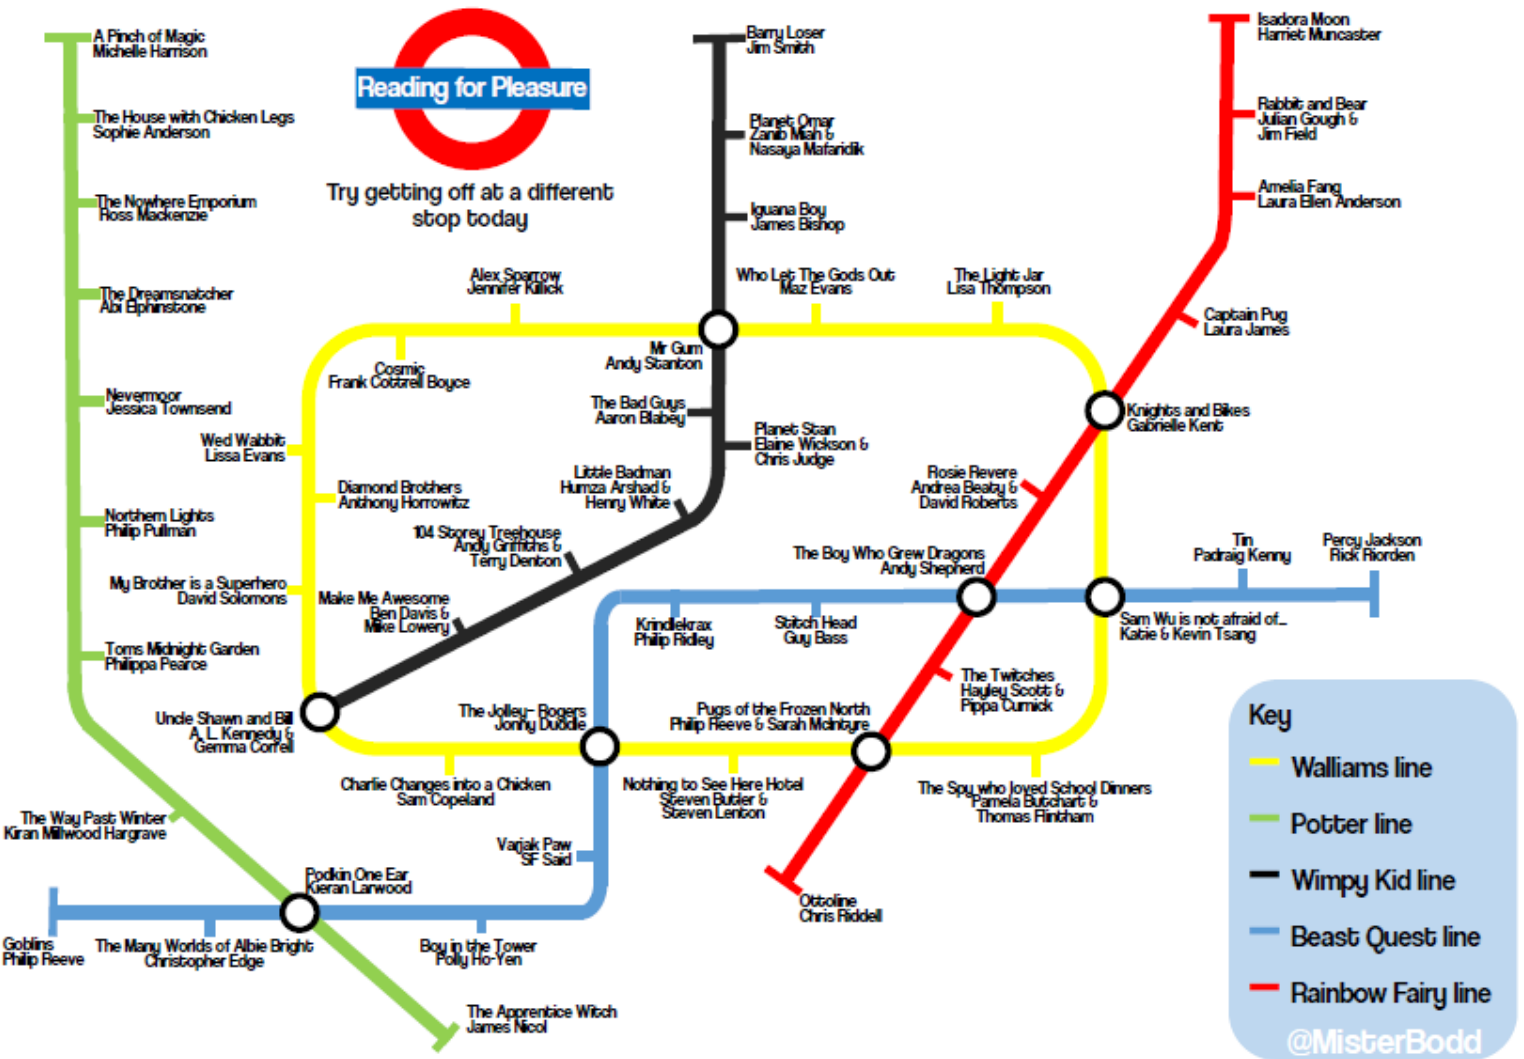 Reading for Pleasure
Try getting off at a different
stop today
A Pinch of Magic
Michelle Harrison
The House with Chicken Legs
Sophie Anderson
The Nowhere Emporium
Ross Mackenzie
The Dreamsnatcher
Abi Elphinstone
Nevermoor
Jessica Townsend
Northern Lights
Philip Pullman
Toms Midnight Garden
Philippa Pearce
The Way Past Winter
Kiran Millwood Hargrave
Podkin One Ear
Kieran Larwood
The Apprentice Witch
James Nicol
Goblins
Philip Reeve
The Many Worlds of Albie Bright
Christopher Edge
Boy in the Tower
Polly Ho-Yen
Varjak Paw
SF Said
The Jolley- Rogers
Jonny Duddle
Krindlekrax
Philip Ridley
Stitch Head
Guy Bass
The Boy Who Grew Dragons
Andy Shepherd
Sam Wu is not afraid of...
Katie & Kevin Tsang
Tin
Padraig Kenny
Percy Jackson
Rick Riorden
Barry Loser
Jim Smith
Planet Omar
Zanib Miah &
Nasaya Mafaridik
Iguana Boy
James Bishop
Mr Gum
Andy Stanton
The Bad Guys
Aaron Blabey
Planet Stan
Elaine Wickson &
Chris Judge
Little Badman
Humza Arshad &
Henry White
104 Storey Treehouse
Andy Griffiths &
Terry Denton
Make Me Awesome
Ben Davis &
Mike Lowery
Uncle Shawn and Bill
A. L. Kennedy &
Gemma Correll
Alex Sparrow
Jennifer Killick
Who Let The Gods Out
Maz Evans
The Light Jar
Lisa Thompson
Cosmic
Frank Cottrell Boyce
Wed Wabbit
Lissa Evans
Diamond Brothers
Anthony Horrowitz
My Brother is a Superhero
David Solomons
Charlie Changes into a Chicken
Sam Copeland
Nothing to See Here Hotel
Steven Butler &
Steven Lenton
Pugs of the Frozen North
Philip Reeve & Sarah McIntyre
The Spy who loved School Dinners
Pamela Butchart &
Thomas Flintham
Isadora Moon
Harriet Muncaster
Rabbit and Bear
Julian Gough &
Jim Field
Amelia Fang
Laura Ellen Anderson
Captain Pug
Laura James
Knights and Bikes
Gabrielle Kent
Rosie Revere
Andrea Beaty &
David Roberts
The Twitches
Hayley Scott &
Pippa Curnick
Ottoline
Chris Riddell
Key
Walliams line
Potter line
Wimpy Kid line
Beast Quest line
Rainbow Fairy line
@MisterBodd